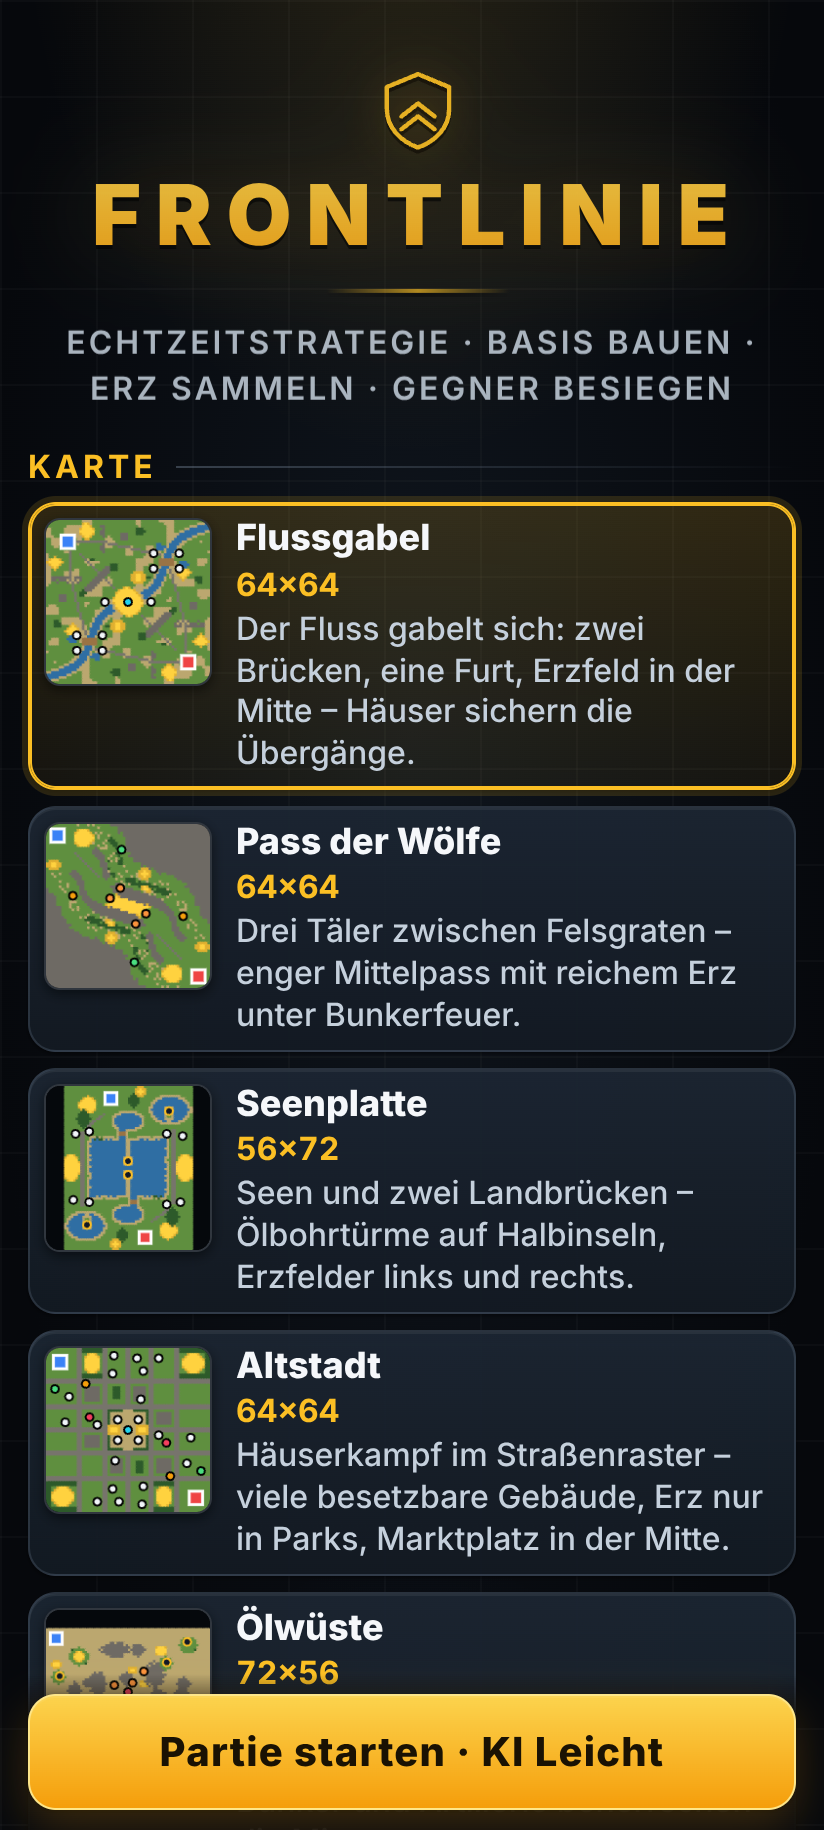 FRONTLINIE
ECHTZEITSTRATEGIE · BASIS BAUEN ·
ERZ SAMMELN · GEGNER BESIEGEN
KARTE
Flussgabel
64×64
Der Fluss gabelt sich: zwei
Brücken, eine Furt, Erzfeld in der
Mitte – Häuser sichern die
Übergänge.
Pass der Wölfe
64×64
Drei Täler zwischen Felsgraten –
enger Mittelpass mit reichem Erz
unter Bunkerfeuer.
Seenplatte
56×72
Seen und zwei Landbrücken –
Ölbohrtürme auf Halbinseln,
Erzfelder links und rechts.
Altstadt
64×64
Häuserkampf im Straßenraster –
viele besetzbare Gebäude, Erz nur
in Parks, Marktplatz in der Mitte.
Ölwüste
72×56
Partie starten · KI Leicht